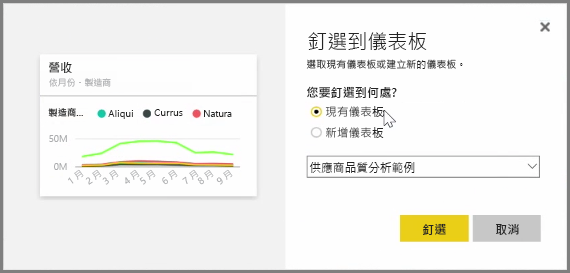 營收
依月份 - 製造商
製造商... Aliqui Currus Natura
50M
0M
1 月 2 月 3 月 4 月 5 月 6 月 7 月 8 月 9 月
釘選到儀表板
選取現有儀表板或建立新的儀表板。
您要釘選到何處?
現有儀表板
新增儀表板
供應商品質分析範例
釘選 取消